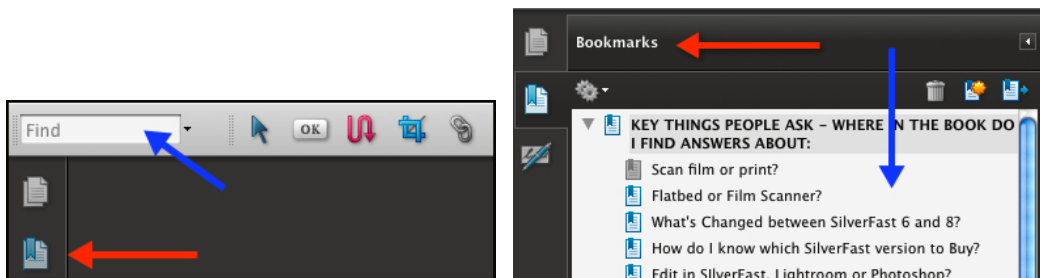 Find
OK
Bookmarks
KEY THINGS PEOPLE ASK – WHERE IN THE BOOK DO
I FIND ANSWERS ABOUT:
Scan film or print?
Flatbed or Film Scanner?
What's Changed between SilverFast 6 and 8?
How do I know which SilverFast version to Buy?
Edit in SIlverFast, Lightroom or Photoshop?